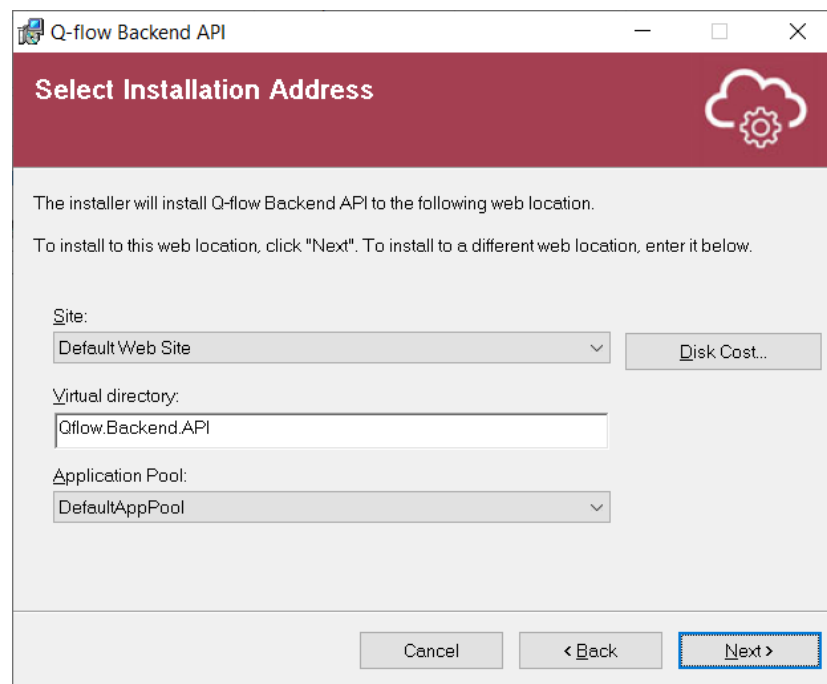 Q-flow Backend API
Select Installation Address
The installer will install Q-flow Backend API to the following web location.
To install to this web location, click "Next". To install to a different web location, enter it below.
Site:
Default Web Site
Disk Cost...
Virtual directory:
Qflow.Backend.API
Application Pool:
DefaultAppPool
Cancel
< Back
Next >